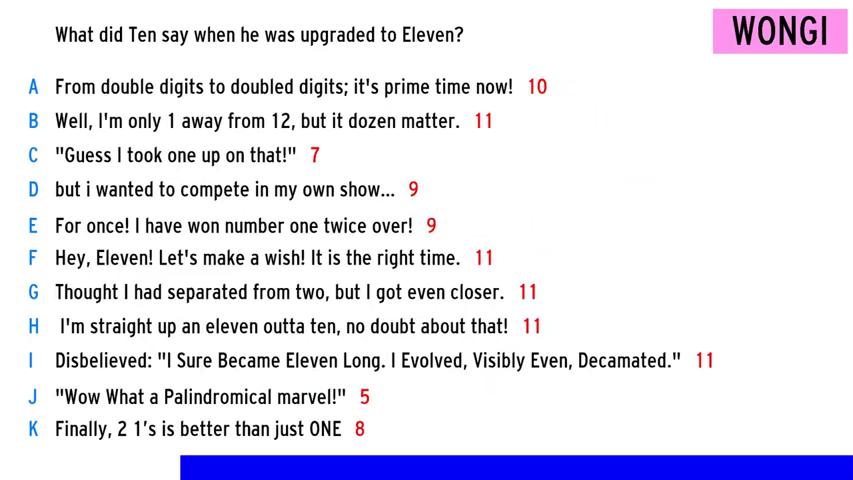 What did Ten say when he was upgraded to Eleven?
WONGI
A From double digits to doubled digits; it's prime time now! 10
B Well, I'm only 1 away from 12, but it dozen matter. 11
C "Guess I took one up on that!" 7
D but i wanted to compete in my own show... 9
E For once! I have won number one twice over! 9
F Hey, Eleven! Let's make a wish! It is the right time. 11
G Thought I had separated from two, but I got even closer. 11
H I'm straight up an eleven outta ten, no doubt about that! 11
I Disbelieved: "I Sure Became Eleven Long. I Evolved, Visibly Even, Decamated." 11
J "Wow What a Palindromical marvel!" 5
K Finally, 2 1's is better than just ONE 8